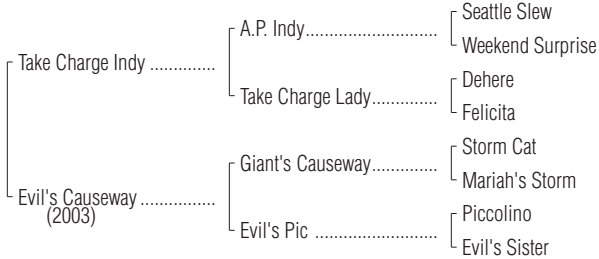 Seattle Slew
A.P. Indy..............................
Weekend Surprise
Take Charge Indy ...............
Dehere
Take Charge Lady...............
Felicita
Storm Cat
Giant's Causeway...............
Mariah's Storm
Evil's Causeway .................
(2003)
Piccolino
Evil's Pic ............................
Evil's Sister